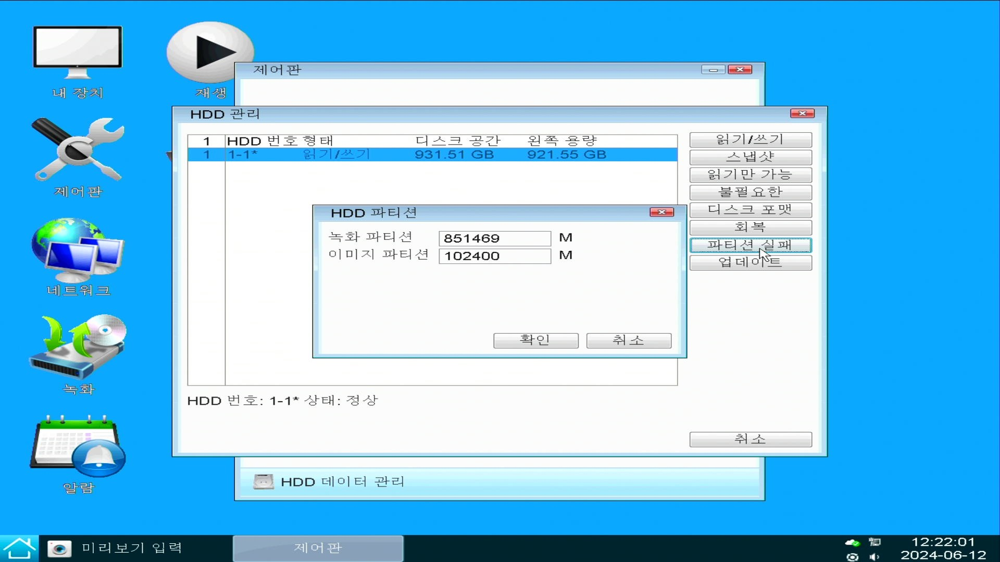 내 장치
재생
제어판
네트워크
녹화
알람
제어판
HDD 관리
1 HDD 번호 형태 디스크 공간 왼쪽 용량
1 1-1* 읽기/쓰기 931.51 GB 921.55 GB
읽기/쓰기
스냅샷
읽기만 가능
불필요한
디스크 포맷
회복
파티션 실패
업데이트
HDD 파티션
녹화 파티션 851469 M
이미지 파티션 102400 M
확인 취소
HDD 번호: 1-1* 상태: 정상
취소
HDD 데이터 관리
미리보기 입력
제어판
12:22:01
2024-06-12